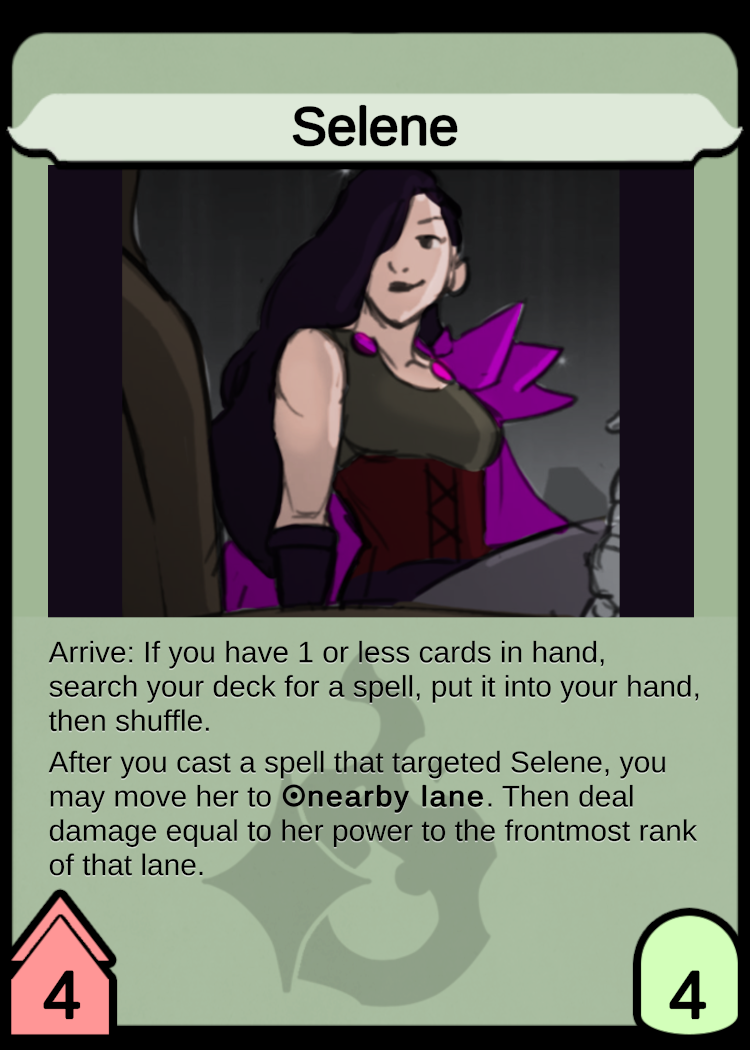 Selene
Arrive: If you have 1 or less cards in hand,
search your deck for a spell, put it into your hand,
then shuffle.
After you cast a spell that targeted Selene, you
may move her to ⊙nearby lane. Then deal
damage equal to her power to the frontmost rank
of that lane.
4 4